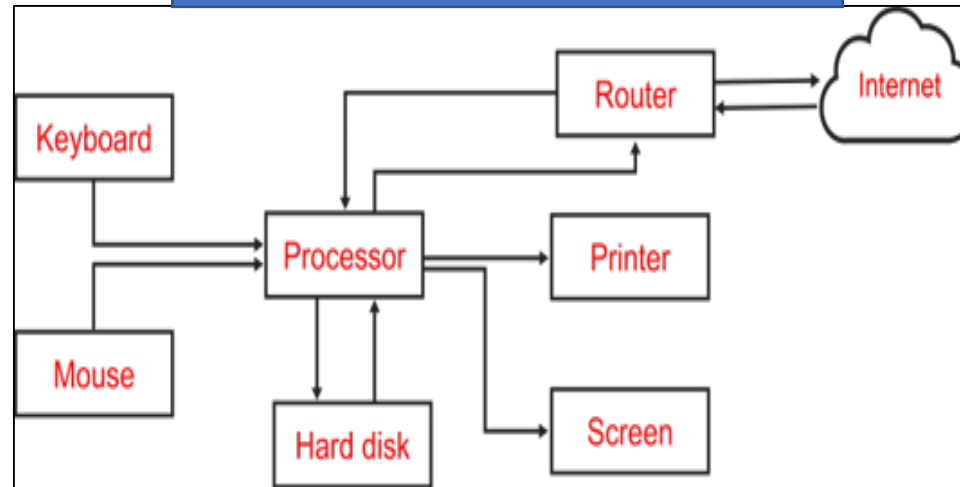 Router
Internet
Keyboard
Processor
Printer
Mouse
Hard disk
Screen